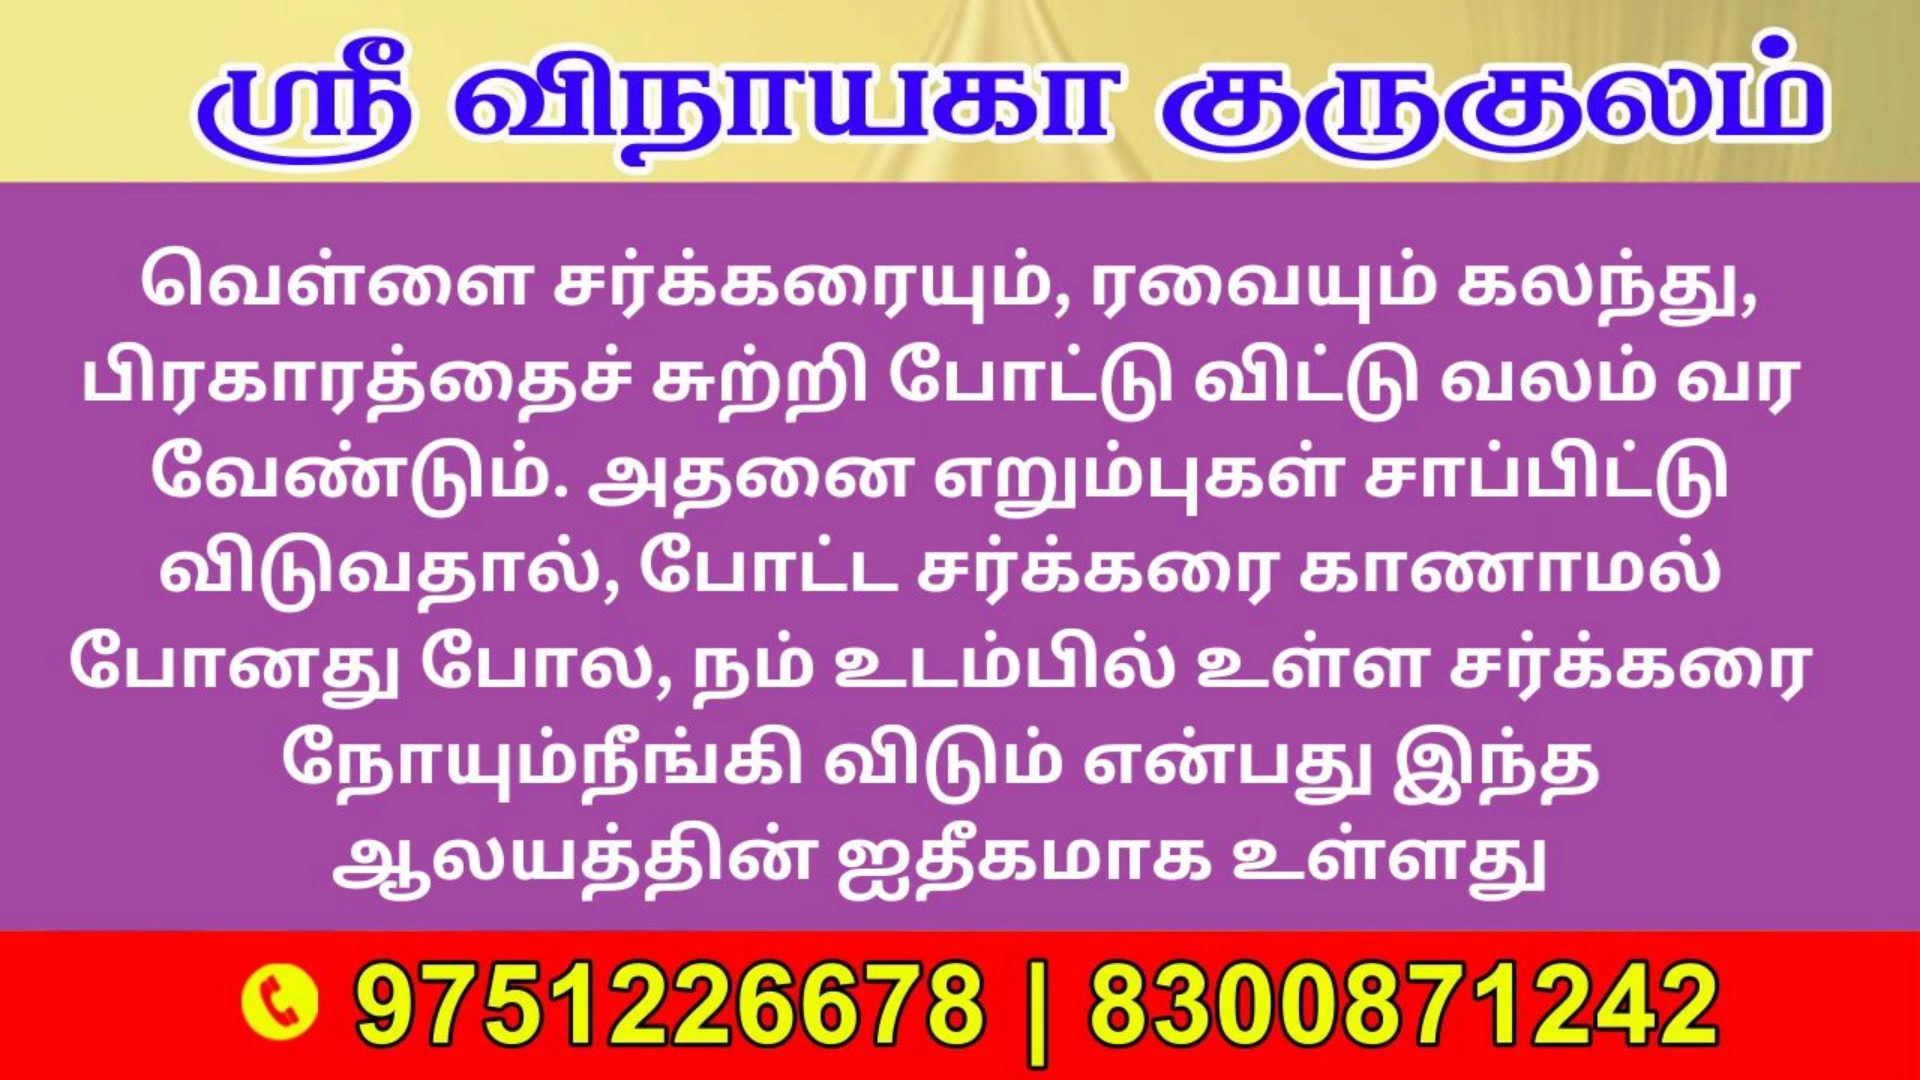 ஸ்ரீ விநாயகா குருகுலம்
வெள்ளை சர்க்கரையும், ரவையும் கலந்து,
பிரகாரத்தைச் சுற்றி போட்டு விட்டு வலம் வர
வேண்டும். அதனை எறும்புகள் சாப்பிட்டு
விடுவதால், போட்ட சர்க்கரை காணாமல்
போனது போல, நம் உடம்பில் உள்ள சர்க்கரை
நோயும்நீங்கி விடும் என்பது இந்த
ஆலயத்தின் ஐதீகமாக உள்ளது
9751226678 | 8300871242